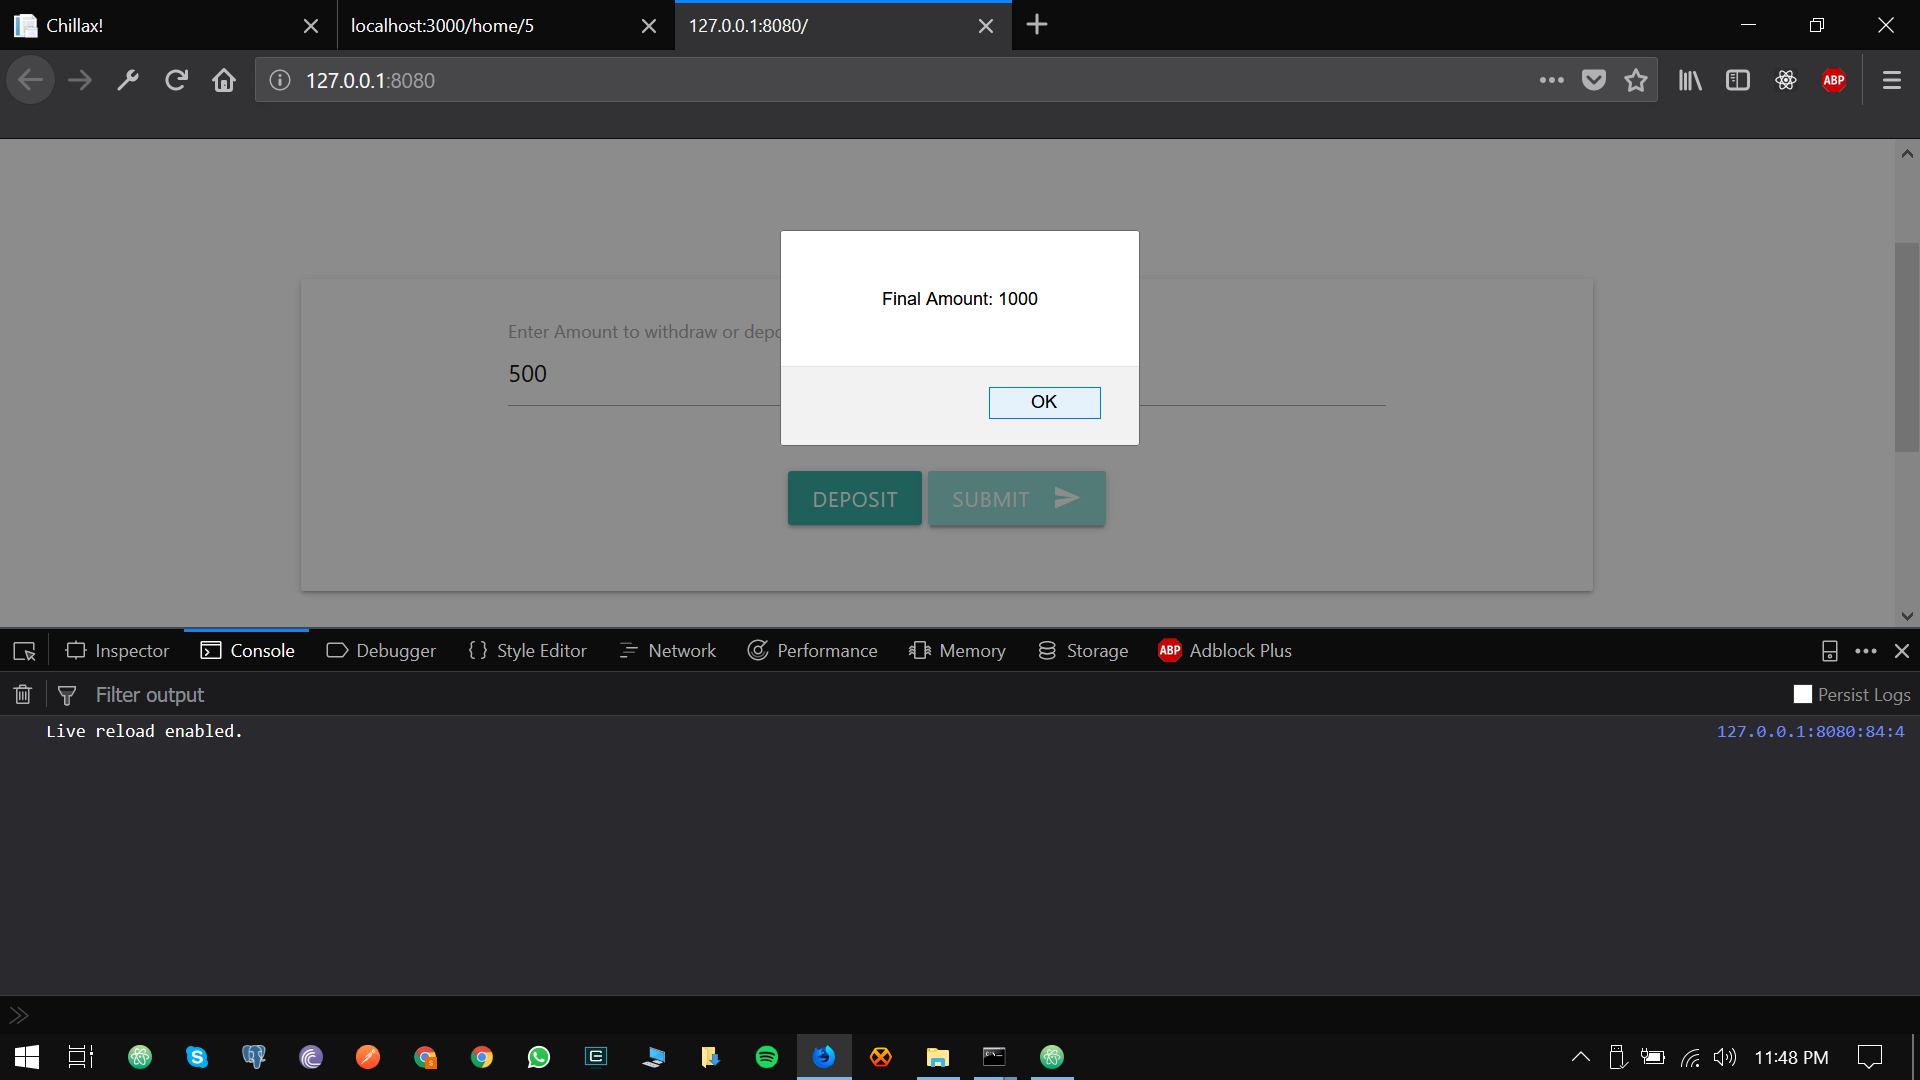 Chillax!
localhost:3000/home/5
127.0.0.1:8080/
127.0.0.1:8080
ABP
Final Amount: 1000
OK
Enter Amount to withdraw or depo
500
DEPOSIT
SUBMIT
Inspector
Console
Debugger
{} Style Editor
Network
Performance
Memory
Storage
ABP Adblock Plus
Filter output
Persist Logs
Live reload enabled.
127.0.0.1:8080:84:4
11:48 PM